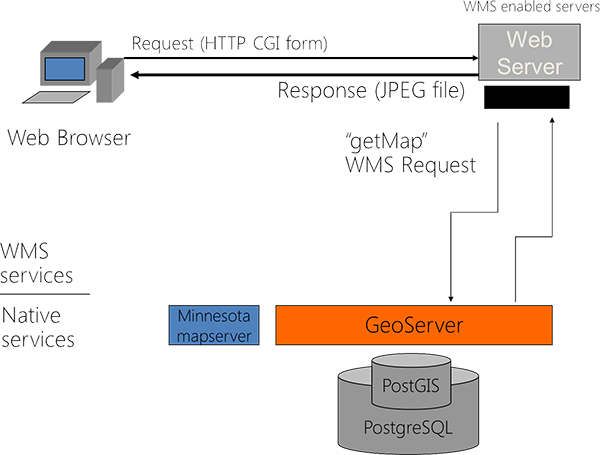 WMS enabled servers
Request (HTTP CGI form)
Web
Server
Response (JPEG file)
Web Browser
“getMap”
WMS Request
WMS
services
Native
services
Minnesota
mapserver
GeoServer
PostGIS
PostgreSQL